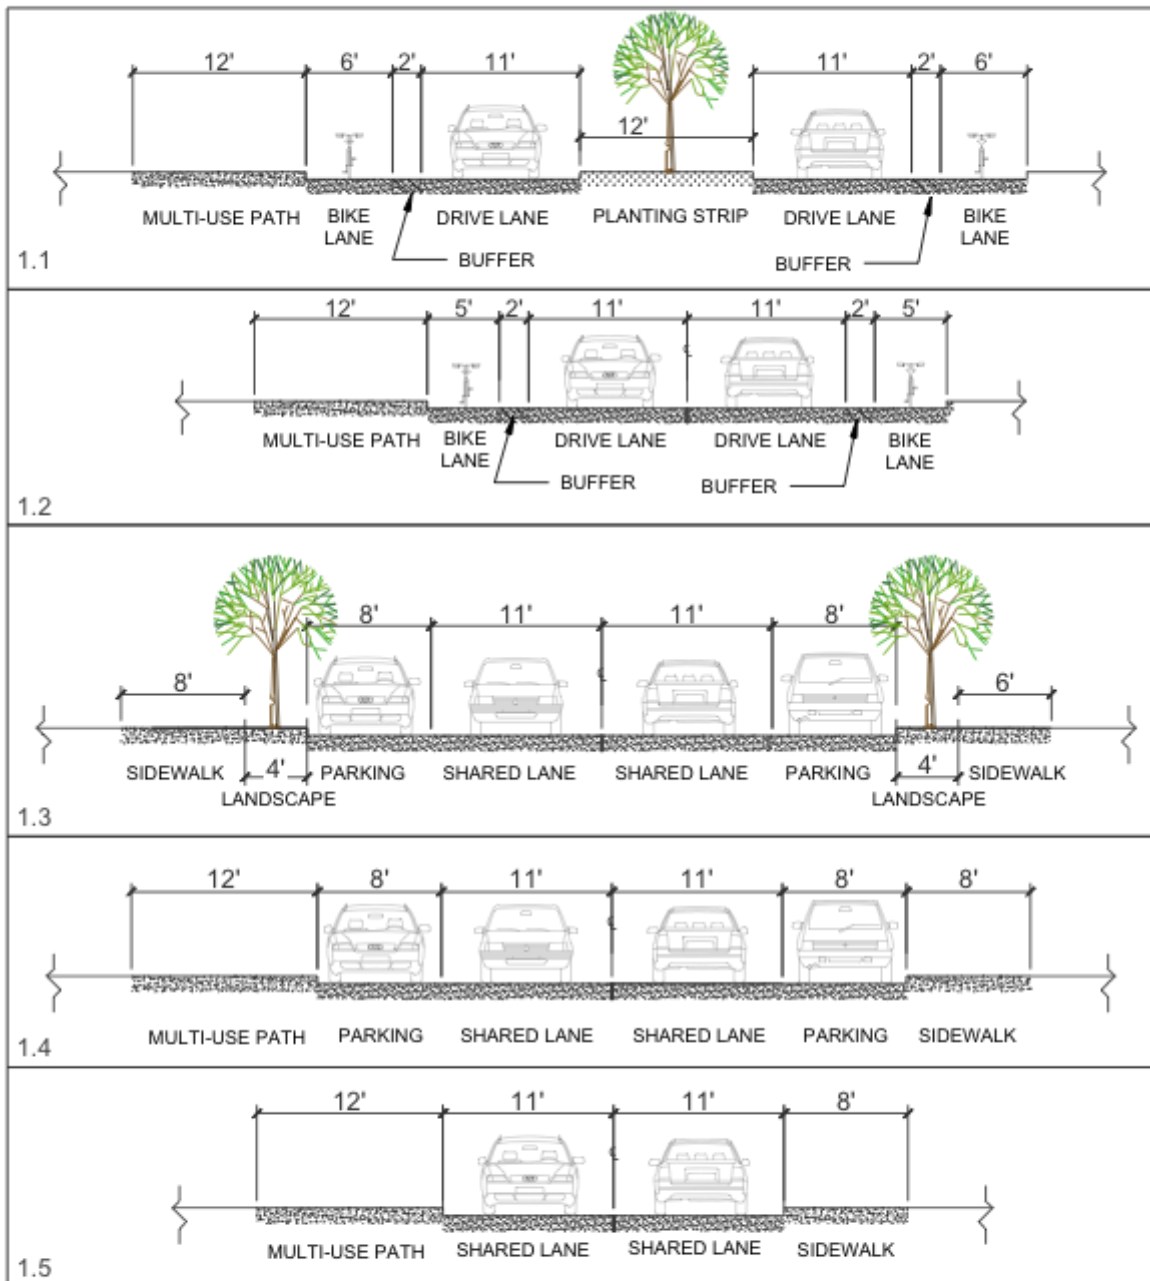 12' 6' 2' 11' 12' 11' 2' 6'
MULTI-USE PATH BIKE LANE DRIVE LANE PLANTING STRIP DRIVE LANE BIKE LANE
BUFFER BUFFER
1.1
12' 5' 2' 11' 11' 2' 5'
MULTI-USE PATH BIKE LANE DRIVE LANE DRIVE LANE BIKE LANE
BUFFER BUFFER
1.2
8' 11' 11' 8'
8' 6'
SIDEWALK 4' PARKING SHARED LANE SHARED LANE PARKING 4' SIDEWALK
LANDSCAPE LANDSCAPE
1.3
12' 8' 11' 11' 8' 8'
MULTI-USE PATH PARKING SHARED LANE SHARED LANE PARKING SIDEWALK
1.4
12' 11' 11' 8'
MULTI-USE PATH SHARED LANE SHARED LANE SIDEWALK
1.5